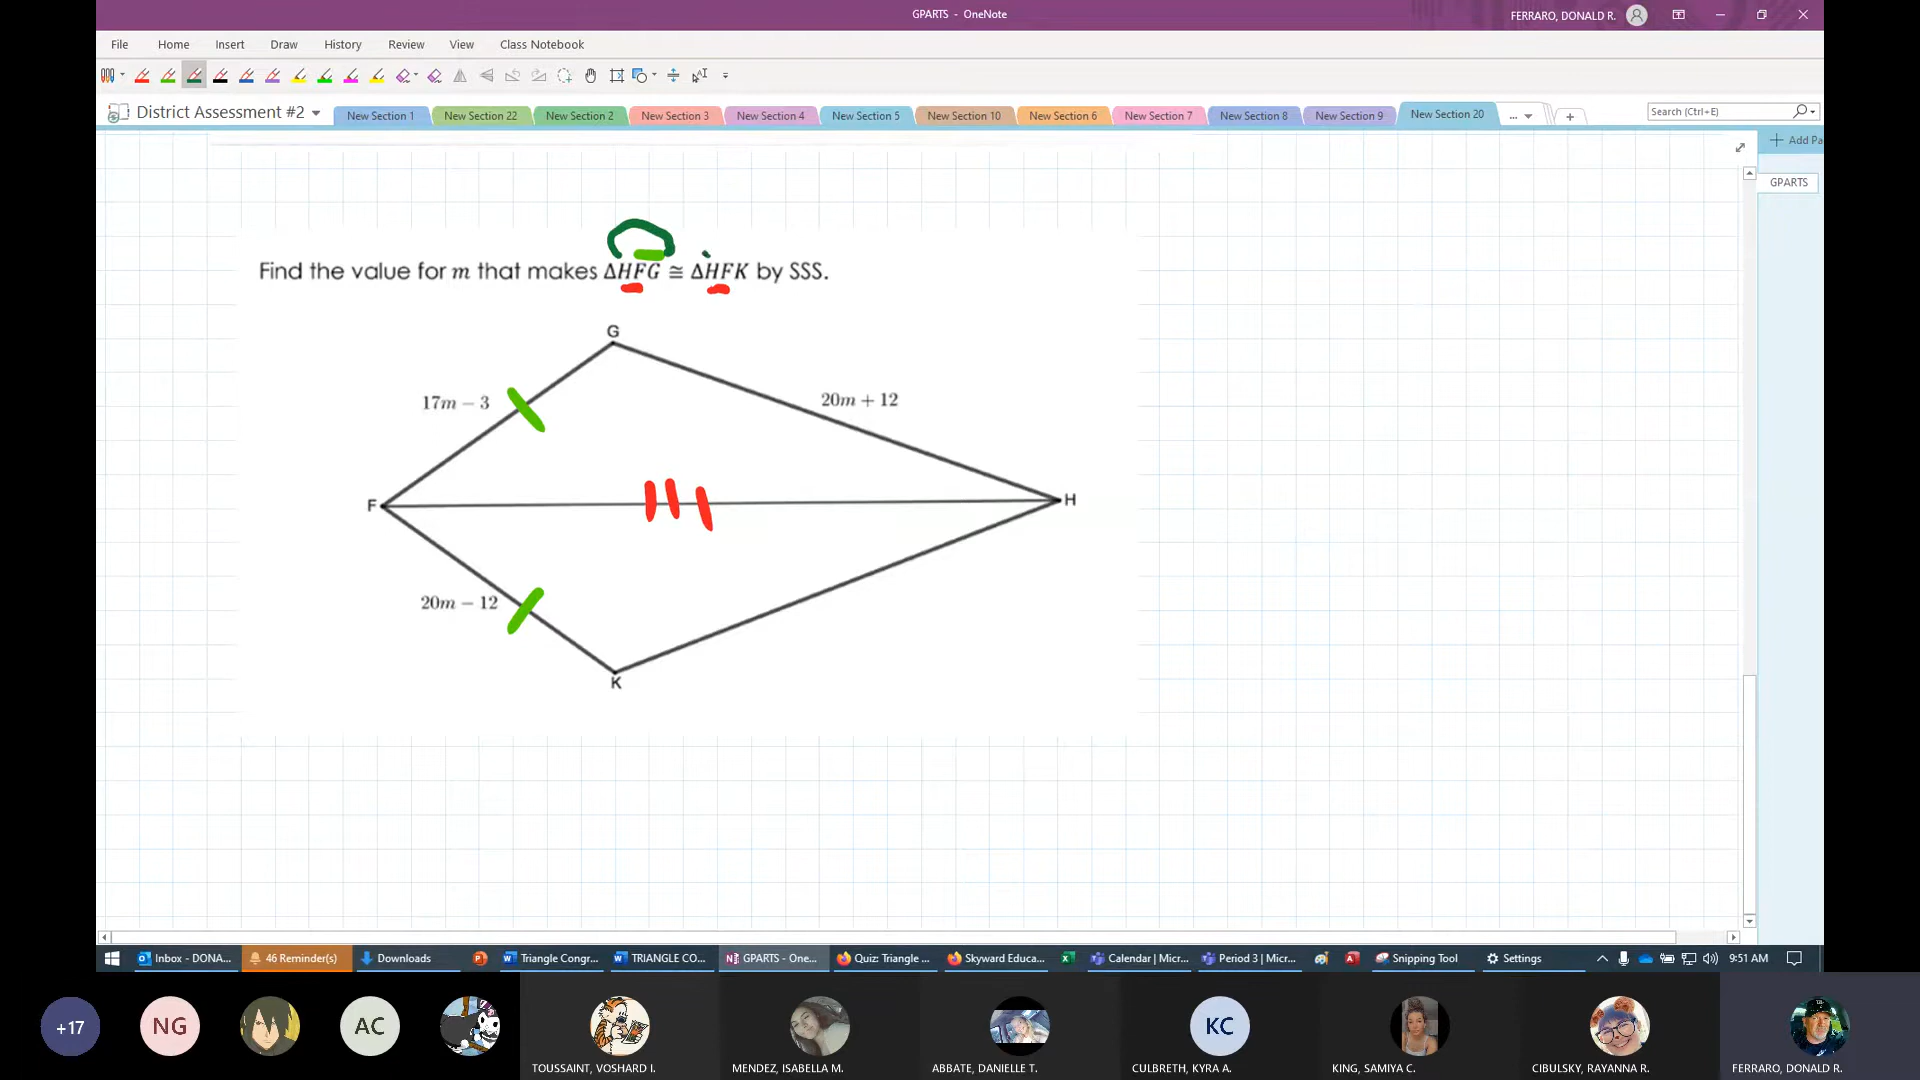 GPARTS - OneNote
FERRARO, DONALD R.
File Home Insert Draw History Review View Class Notebook
District Assessment #2
New Section 1 New Section 22 New Section 2 New Section 3 New Section 4 New Section 5 New Section 10 New Section 6 New Section 7 New Section 8 New Section 9 New Section 20 ...
Search (Ctrl+E)
Add Pa
GPARTS
Find the value for m that makes ΔHFG ≅ ΔHFK by SSS.
G
17m − 3
20m + 12
F
H
20m − 12
K
Inbox - DONA... 46 Reminder(s) Downloads Triangle Congr... TRIANGLE CO... GPARTS - One... Quiz: Triangle ... Skyward Educa... Calendar | Micr... Period 3 | Micr... Snipping Tool Settings 9:51 AM
+17 NG AC KC
TOUSSAINT, VOSHARD I. MENDEZ, ISABELLA M. ABBATE, DANIELLE T. CULBRETH, KYRA A. KING, SAMIYA C. CIBULSKY, RAYANNA R. FERRARO, DONALD R.